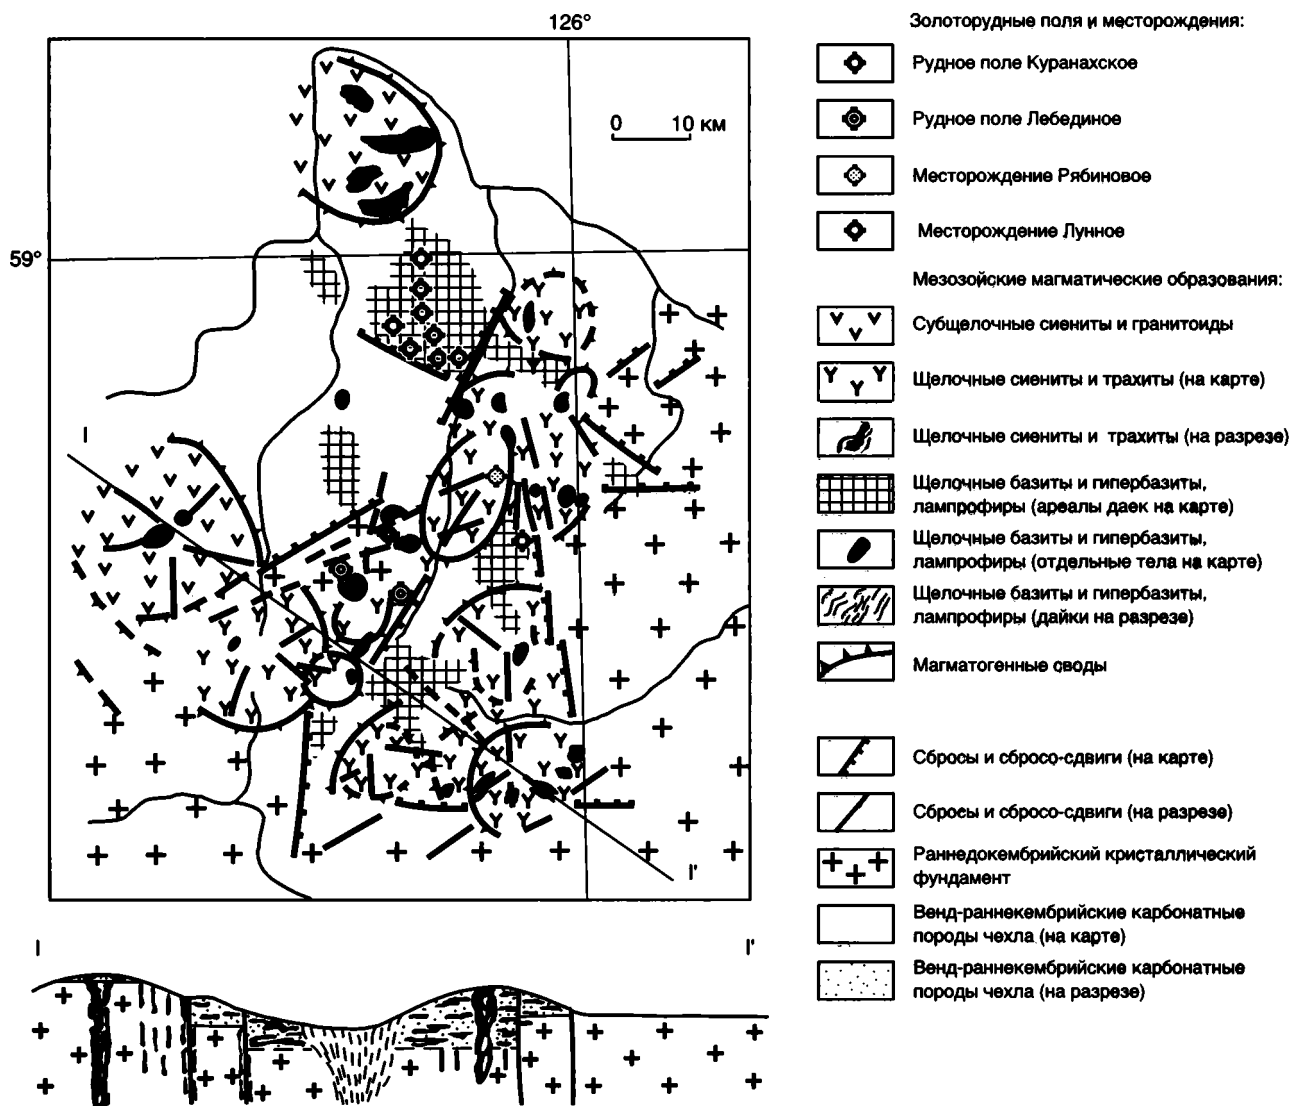 126°
59°
0 10 км
I
I'
I
I'
Золоторудные поля и месторождения:
Рудное поле Куранахское
Рудное поле Лебединое
Месторождение Рябиновое
Месторождение Лунное
Мезозойские магматические образования:
Субщелочные сиениты и гранитоиды
Щелочные сиениты и трахиты (на карте)
Щелочные сиениты и трахиты (на разрезе)
Щелочные базиты и гипербазиты,
лампрофиры (ареалы даек на карте)
Щелочные базиты и гипербазиты,
лампрофиры (отдельные тела на карте)
Щелочные базиты и гипербазиты,
лампрофиры (дайки на разрезе)
Магматогенные своды
Сбросы и сбросо-сдвиги (на карте)
Сбросы и сбросо-сдвиги (на разрезе)
Раннедокембрийский кристаллический
фундамент
Венд-раннекембрийские карбонатные
породы чехла (на карте)
Венд-раннекембрийские карбонатные
породы чехла (на разрезе)